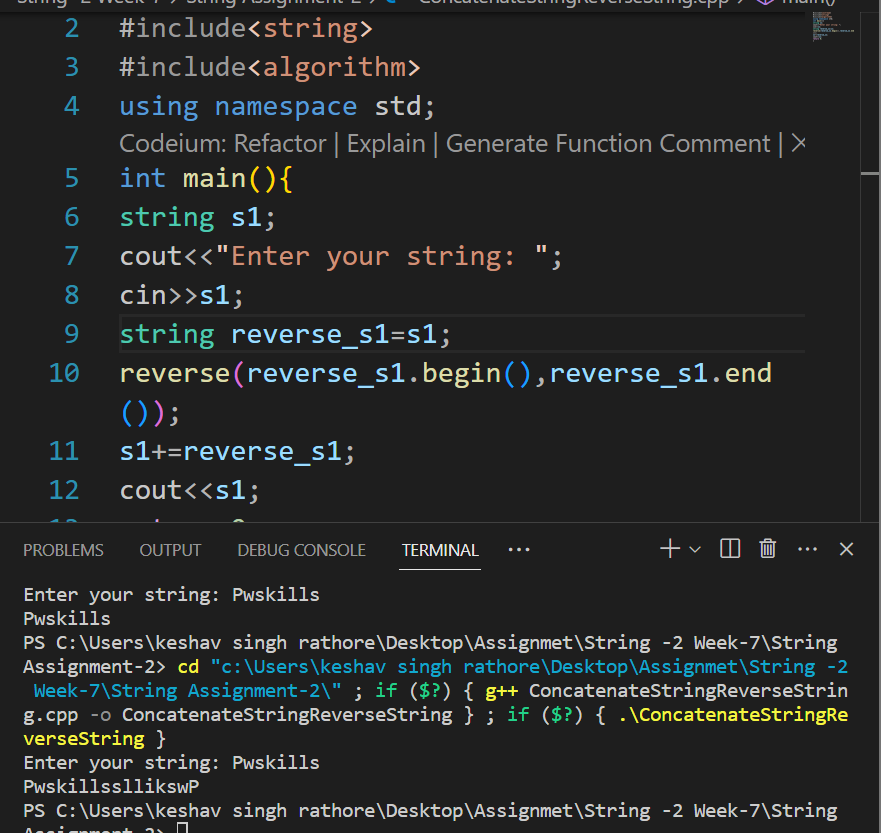 String -2 Week-7 > String Assignment-2 > ConcatenateStringReverseString.cpp > main()
2 #include<string>
3 #include<algorithm>
4 using namespace std;
Codeium: Refactor | Explain | Generate Function Comment | ×
5 int main(){
6 string s1;
7 cout<<"Enter your string: ";
8 cin>>s1;
9 string reverse_s1=s1;
10 reverse(reverse_s1.begin(),reverse_s1.end
());
11 s1+=reverse_s1;
12 cout<<s1;
PROBLEMS OUTPUT DEBUG CONSOLE TERMINAL ···
Enter your string: Pwskills
Pwskills
PS C:\Users\keshav singh rathore\Desktop\Assignmet\String -2 Week-7\String
Assignment-2> cd "c:\Users\keshav singh rathore\Desktop\Assignmet\String -2
Week-7\String Assignment-2\" ; if ($?) { g++ ConcatenateStringReverseStrin
g.cpp -o ConcatenateStringReverseString } ; if ($?) { .\ConcatenateStringRe
verseString }
Enter your string: Pwskills
PwskillssllikswP
PS C:\Users\keshav singh rathore\Desktop\Assignmet\String -2 Week-7\String
Assignment-2>